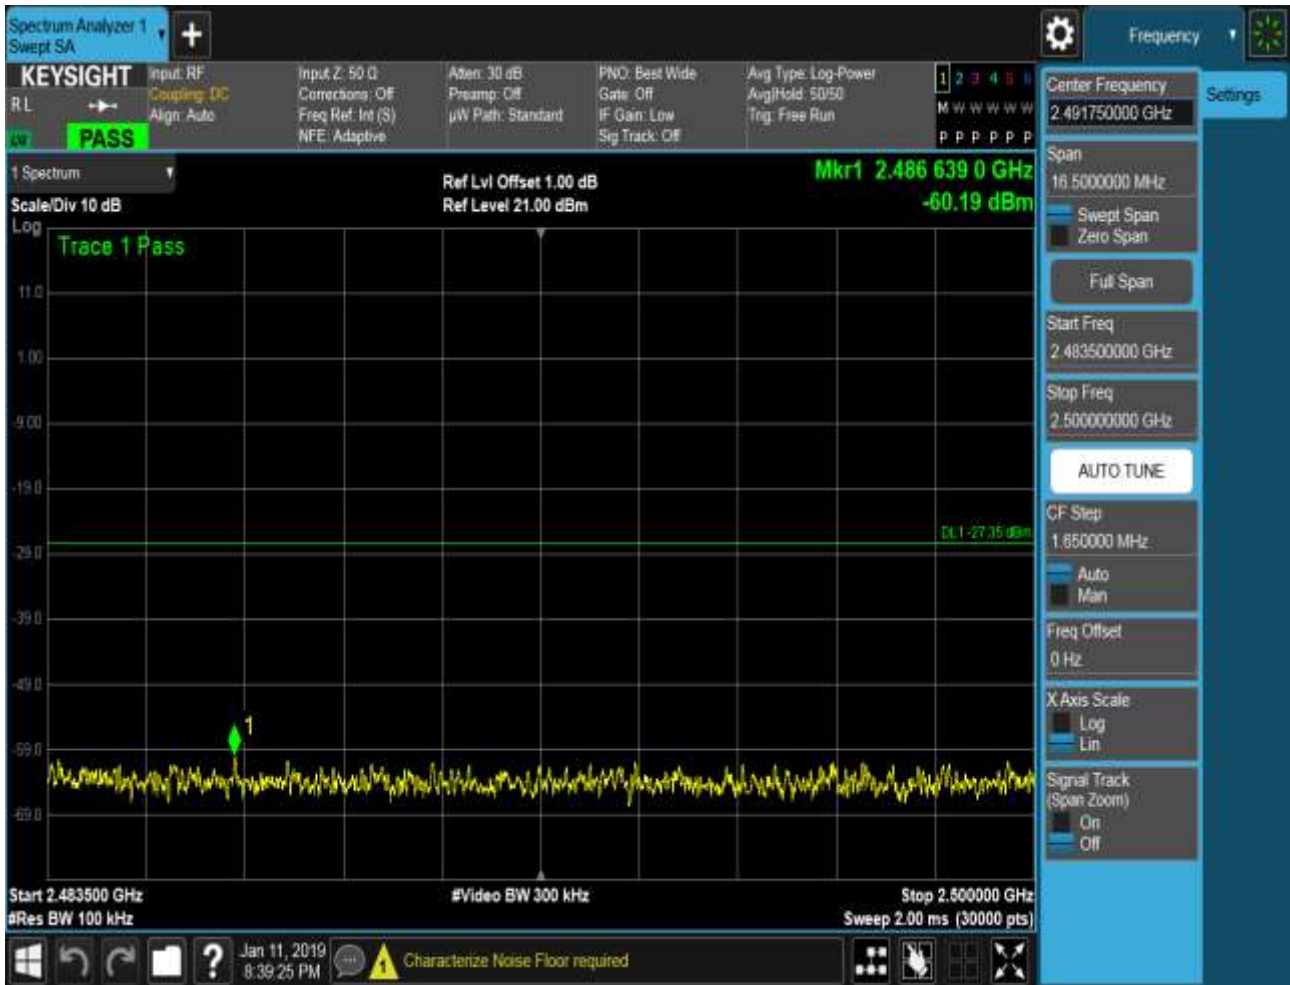 Spectrum Analyzer 1
Swept SA
+
Frequency
KEYSIGHT
RL
PASS
Input: RF
Coupling: DC
Align: Auto
Input Z: 50 Ω
Corrections: Off
Freq Ref: Int (S)
NFE: Adaptive
Atten: 30 dB
Preamp: Off
µW Path: Standard
PNO: Best Wide
Gate: Off
IF Gain: Low
Sig Track: Off
Avg Type: Log-Power
Avg|Hold: 50/50
Trig: Free Run
1 2 3 4 5 6
M W W W W W
P P P P P P
1 Spectrum
Scale/Div 10 dB
Log
Ref Lvl Offset 1.00 dB
Ref Level 21.00 dBm
Mkr1 2.486 639 0 GHz
-60.19 dBm
Trace 1 Pass
11.0
1.00
-9.00
-19.0
DL1 -27.35 dBm
-29.0
-39.0
-49.0
1
-59.0
-69.0
Start 2.483500 GHz
#Video BW 300 kHz
Stop 2.500000 GHz
#Res BW 100 kHz
Sweep 2.00 ms (30000 pts)
Center Frequency
2.491750000 GHz
Settings
Span
16.5000000 MHz
Swept Span
Zero Span
Full Span
Start Freq
2.483500000 GHz
Stop Freq
2.500000000 GHz
AUTO TUNE
CF Step
1.650000 MHz
Auto
Man
Freq Offset
0 Hz
X Axis Scale
Log
Lin
Signal Track
(Span Zoom)
On
Off
?
Jan 11, 2019
8:39:25 PM
1
Characterize Noise Floor required